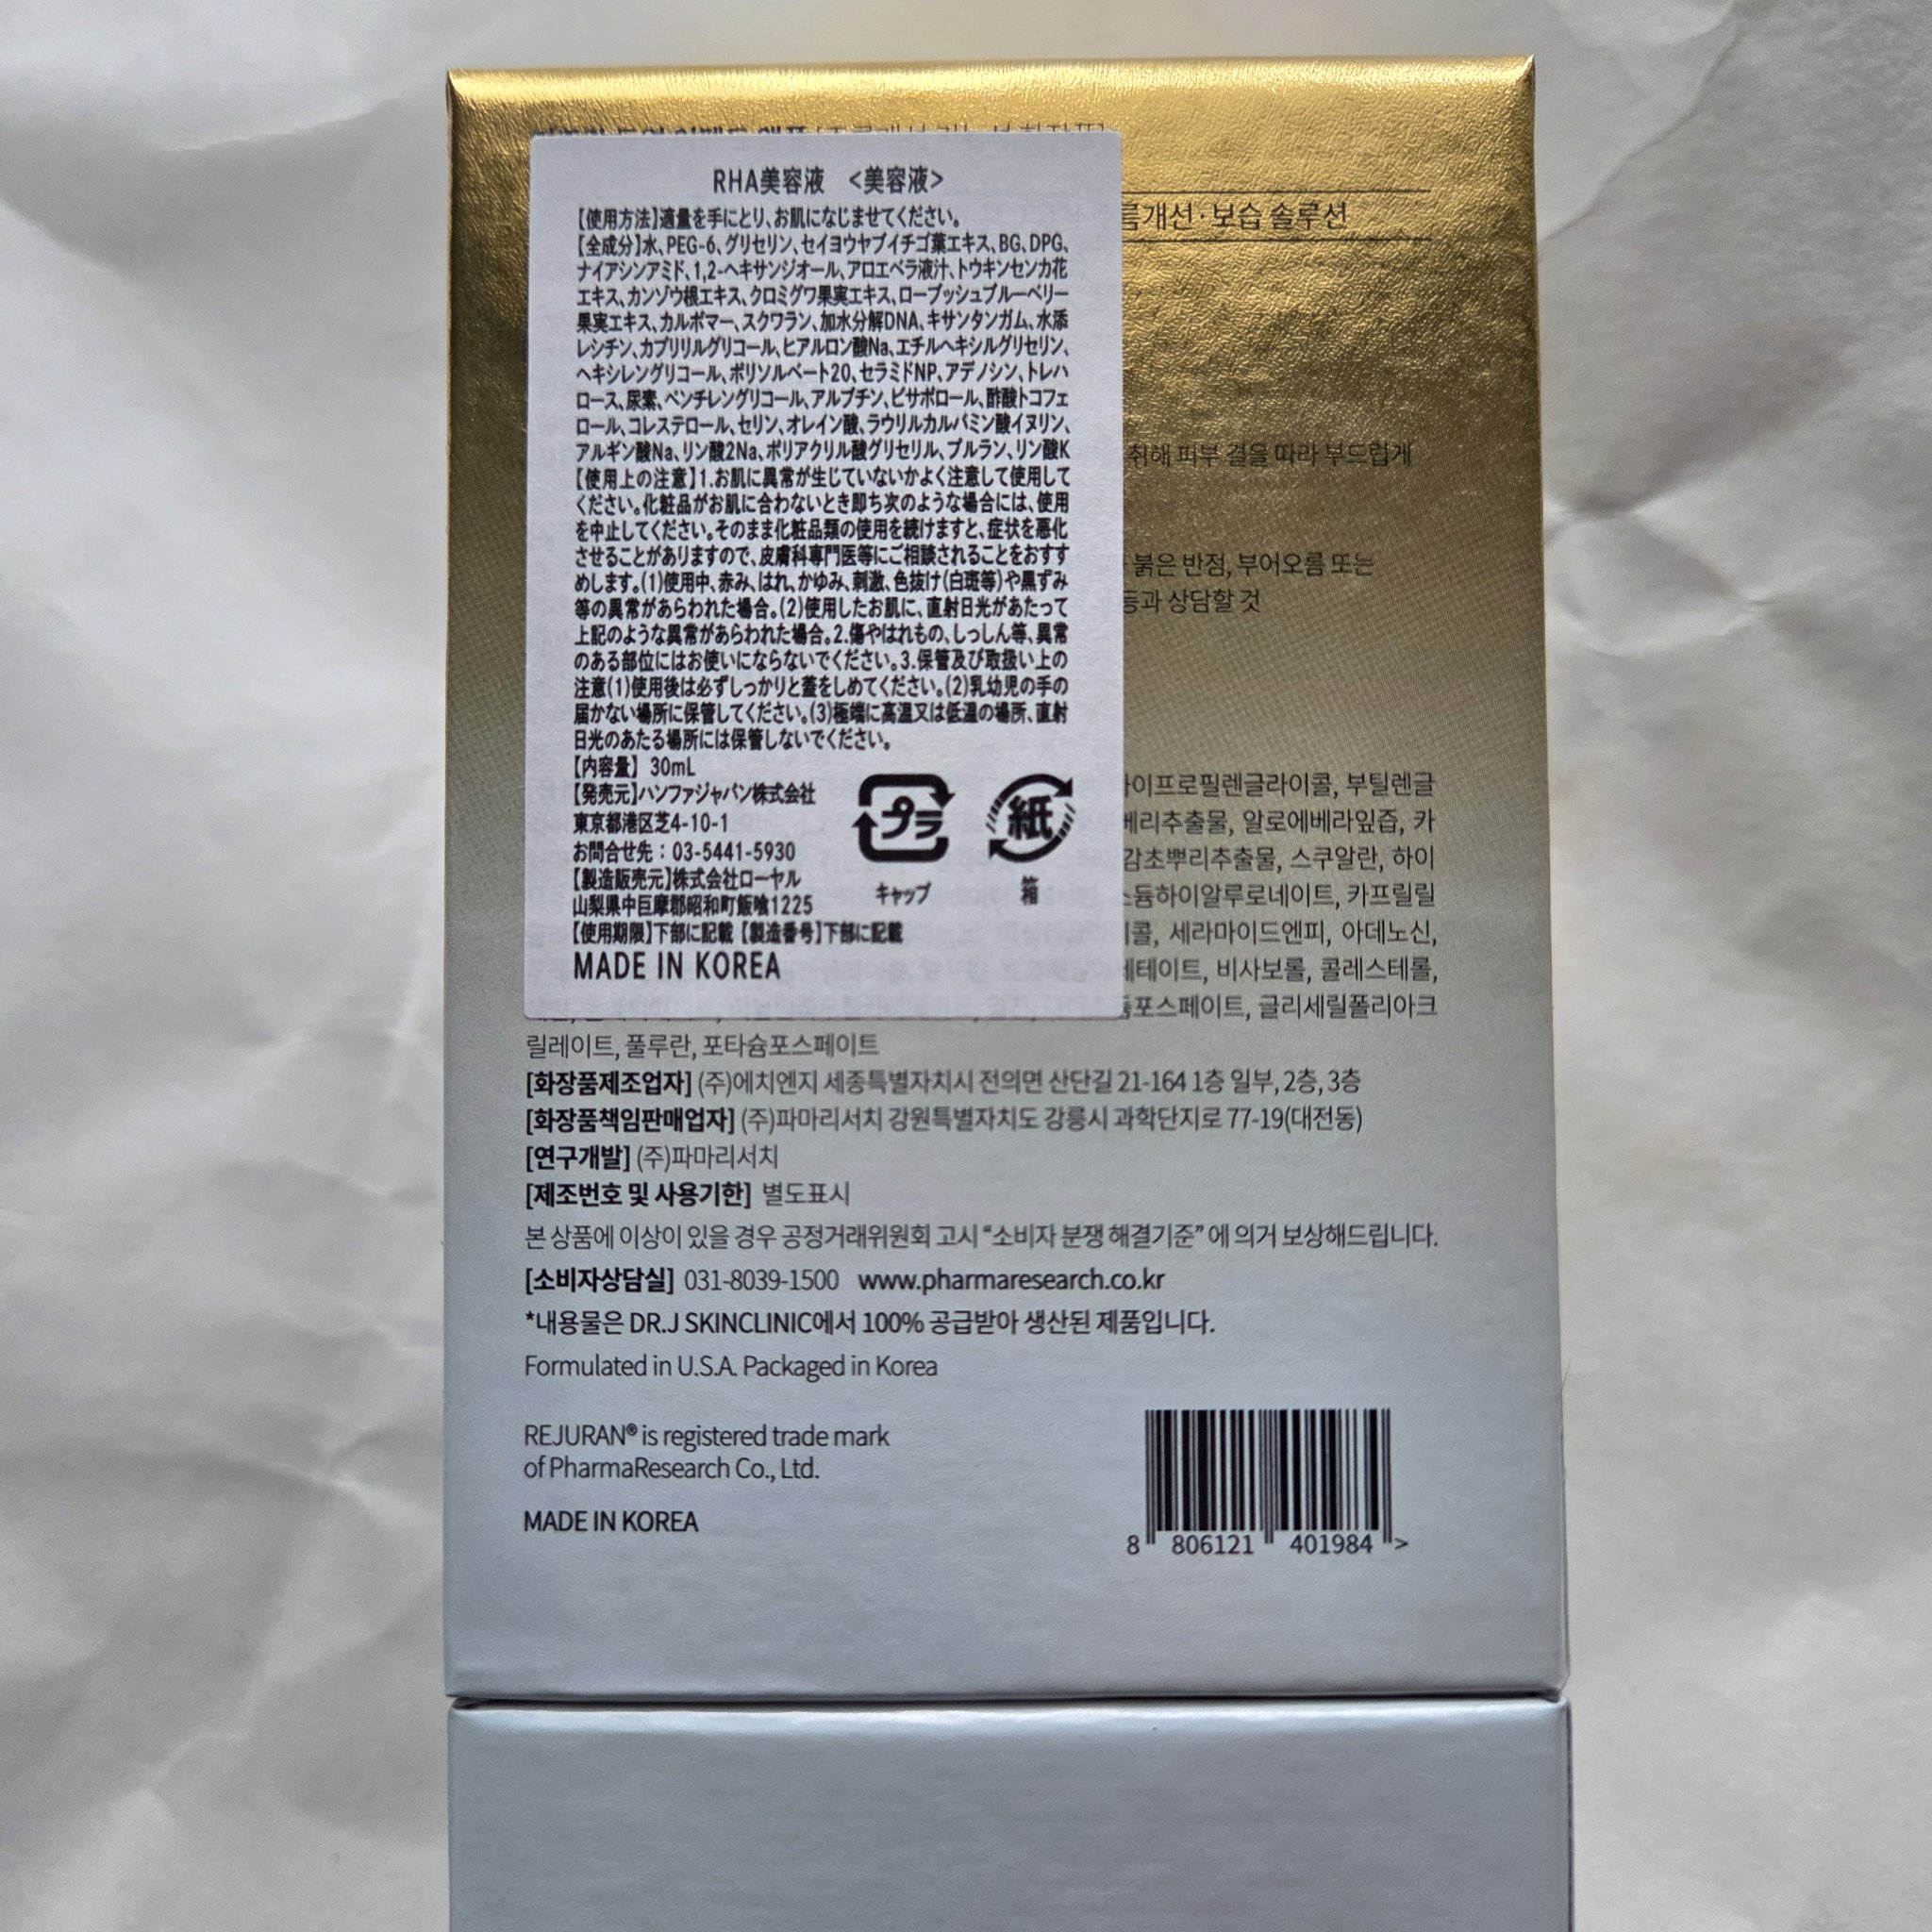 RHA美容液 <美容液>
【使用方法】適量を手にとり、お肌になじませてください。
【全成分】水、PEG-6、グリセリン、セイヨウヤブイチゴ葉エキス、BG、DPG、
ナイアシンアミド、1,2-ヘキサンジオール、アロエベラ液汁、トウキンセンカ花
エキス、カンゾウ根エキス、クロミグワ果実エキス、ローブッシュブルーベリー
果実エキス、カルボマー、スクワラン、加水分解DNA、キサンタンガム、水添
レシチン、カプリリルグリコール、ヒアルロン酸Na、エチルヘキシルグリセリン、
ヘキシレングリコール、ポリソルベート20、セラミドNP、アデノシン、トレハ
ロース、尿素、ペンチレングリコール、アルブチン、ビサボロール、酢酸トコフェ
ロール、コレステロール、セリン、オレイン酸、ラウリルカルバミン酸イヌリン、
アルギン酸Na、リン酸2Na、ポリアクリル酸グリセリル、プルラン、リン酸K
【使用上の注意】1.お肌に異常が生じていないかよく注意して使用して
ください。化粧品がお肌に合わないとき即ち次のような場合には、使用
を中止してください。そのまま化粧品類の使用を続けますと、症状を悪化
させることがありますので、皮膚科専門医等にご相談されることをおすす
めします。(1)使用中、赤み、はれ、かゆみ、刺激、色抜け(白斑等)や黒ずみ
等の異常があらわれた場合。(2)使用したお肌に、直射日光があたって
上記のような異常があらわれた場合。2.傷やはれもの、しっしん等、異常
のある部位にはお使いにならないでください。3.保管及び取扱い上の
注意(1)使用後は必ずしっかりと蓋をしめてください。(2)乳幼児の手の
届かない場所に保管してください。(3)極端に高温又は低温の場所、直射
日光のあたる場所には保管しないでください。
【内容量】 30mL
【発売元】ハンファジャパン株式会社
東京都港区芝4-10-1
お問合せ先：03-5441-5930
【製造販売元】株式会社ローヤル
山梨県中巨摩郡昭和町飯喰1225
【使用期限】下部に記載 【製造番号】下部に記載
MADE IN KOREA
プラ
キャップ
紙
箱
름개선·보습 솔루션
취해 피부 결을 따라 부드럽게
붉은 반점, 부어오름 또는
등과 상담할 것
이프로필렌글라이콜, 부틸렌글
베리추출물, 알로에베라잎즙, 카
감초뿌리추출물, 스쿠알란, 하이
소듐하이알루로네이트, 카프릴릴
콜, 세라마이드엔피, 아데노신,
테이트, 비사보롤, 콜레스테롤,
포스페이트, 글리세릴폴리아크
릴레이트, 풀루란, 포타슘포스페이트
[화장품제조업자] (주)에치엔지 세종특별자치시 전의면 산단길 21-164 1층 일부, 2층, 3층
[화장품책임판매업자] (주)파마리서치 강원특별자치도 강릉시 과학단지로 77-19(대전동)
[연구개발] (주)파마리서치
[제조번호 및 사용기한] 별도표시
본 상품에 이상이 있을 경우 공정거래위원회 고시 “소비자 분쟁 해결기준” 에 의거 보상해드립니다.
[소비자상담실] 031-8039-1500 www.pharmaresearch.co.kr
*내용물은 DR.J SKINCLINIC에서 100% 공급받아 생산된 제품입니다.
Formulated in U.S.A. Packaged in Korea
REJURAN® is registered trade mark
of PharmaResearch Co., Ltd.
MADE IN KOREA
8 806121 401984 >